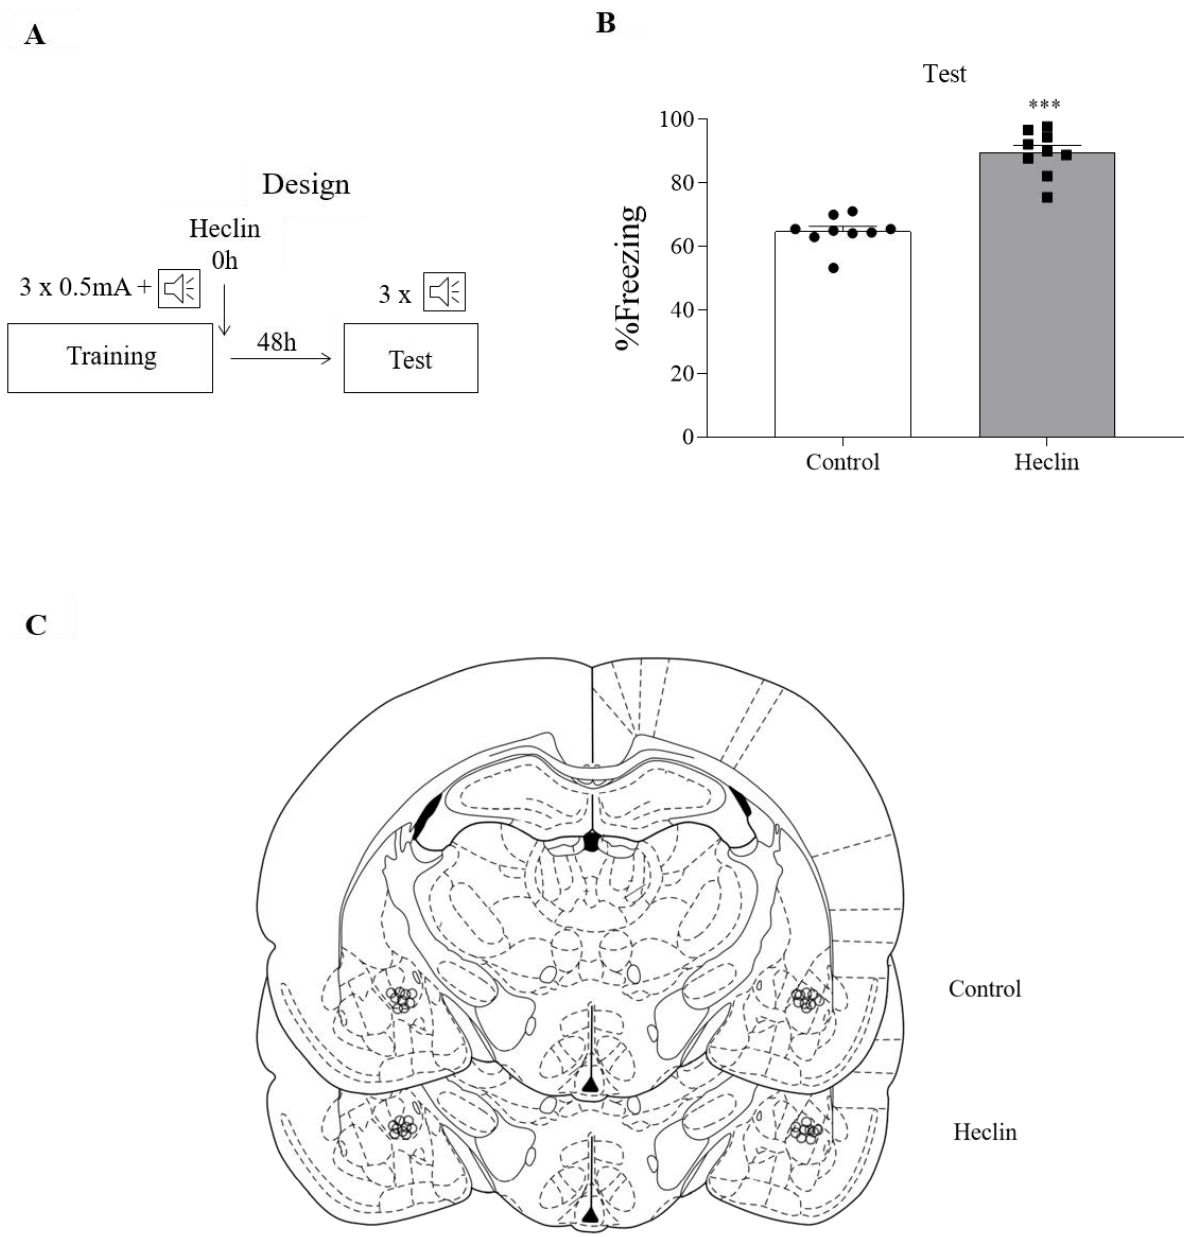 A
Design
Heclin
0h
3 x 0.5mA +
3 x
Training
48h
Test
B
Test
***
100
80
60
40
20
0
%Freezing
Control
Heclin
C
Control
Heclin